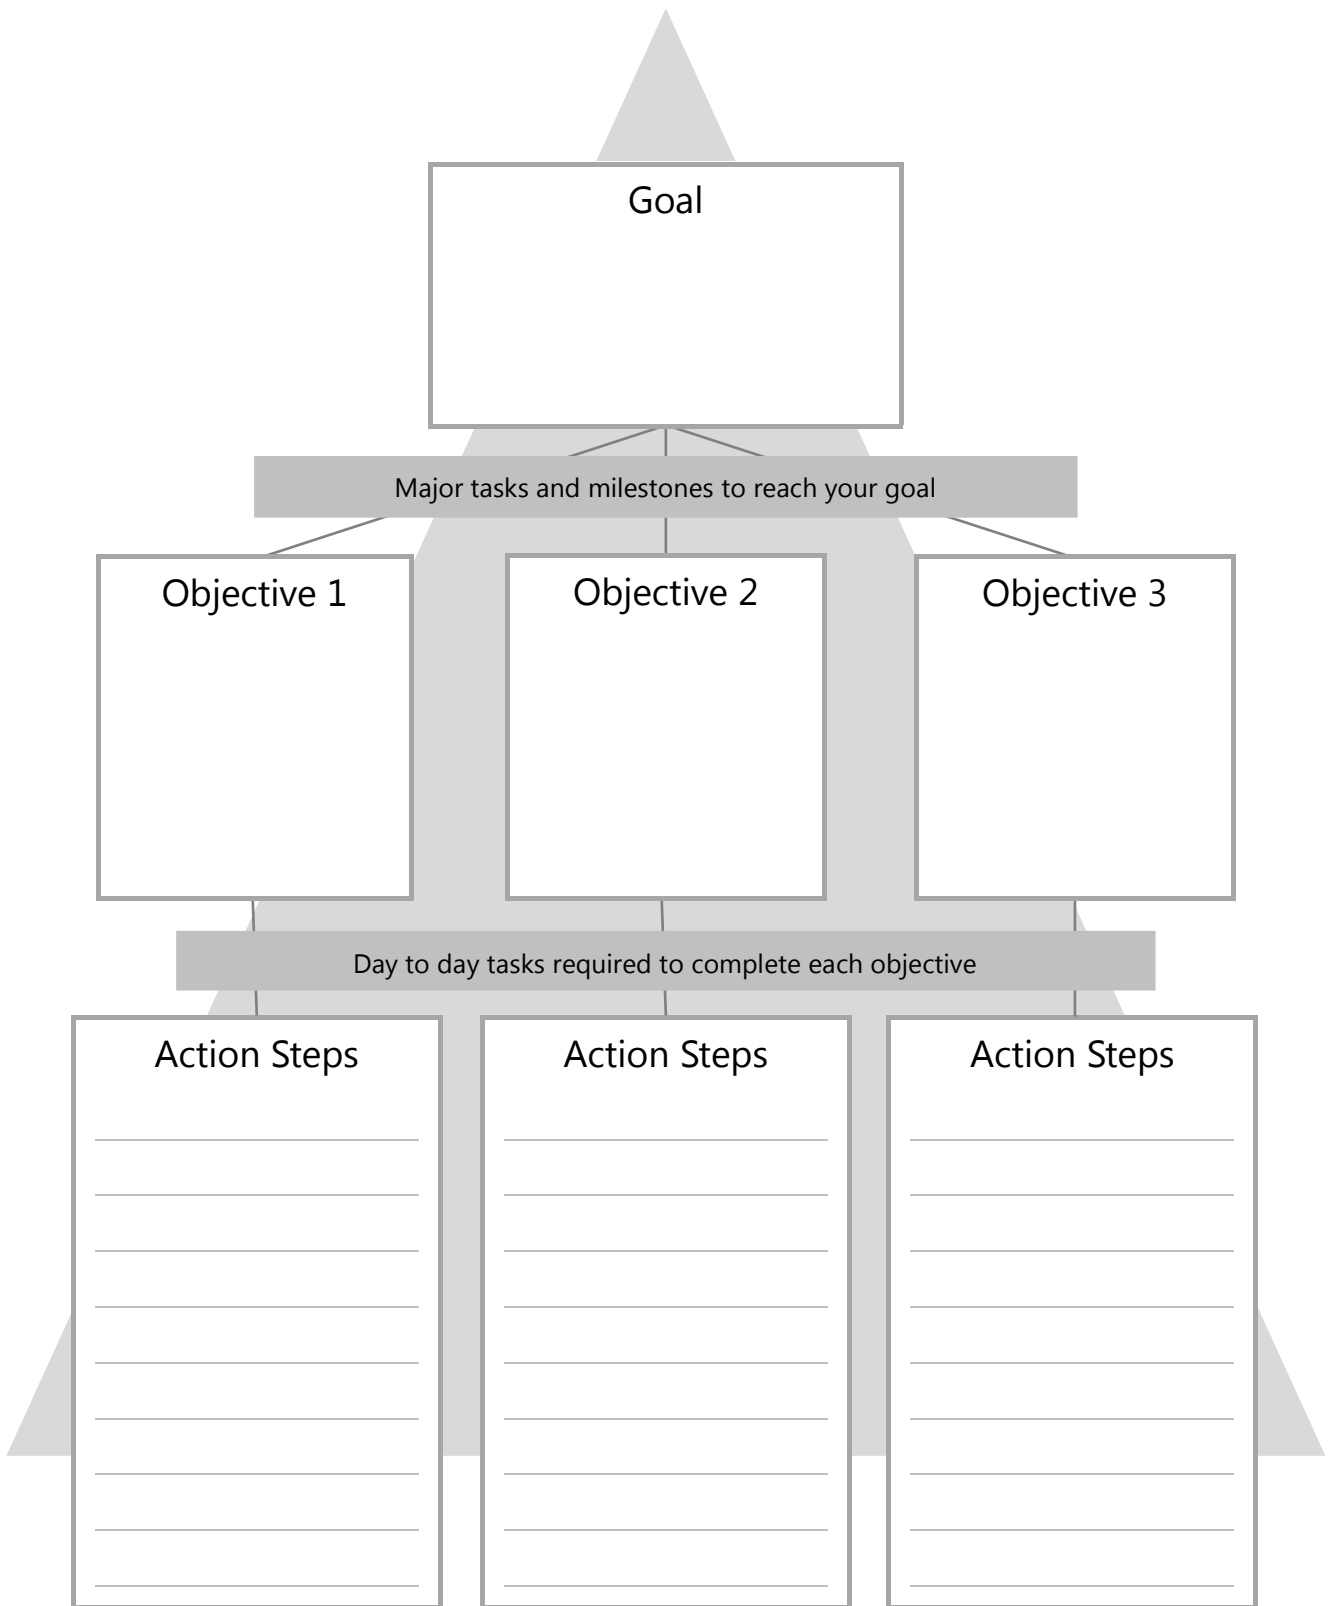 Goal
Major tasks and milestones to reach your goal
Objective 1
Objective 2
Objective 3
Day to day tasks required to complete each objective
Action Steps
Action Steps
Action Steps